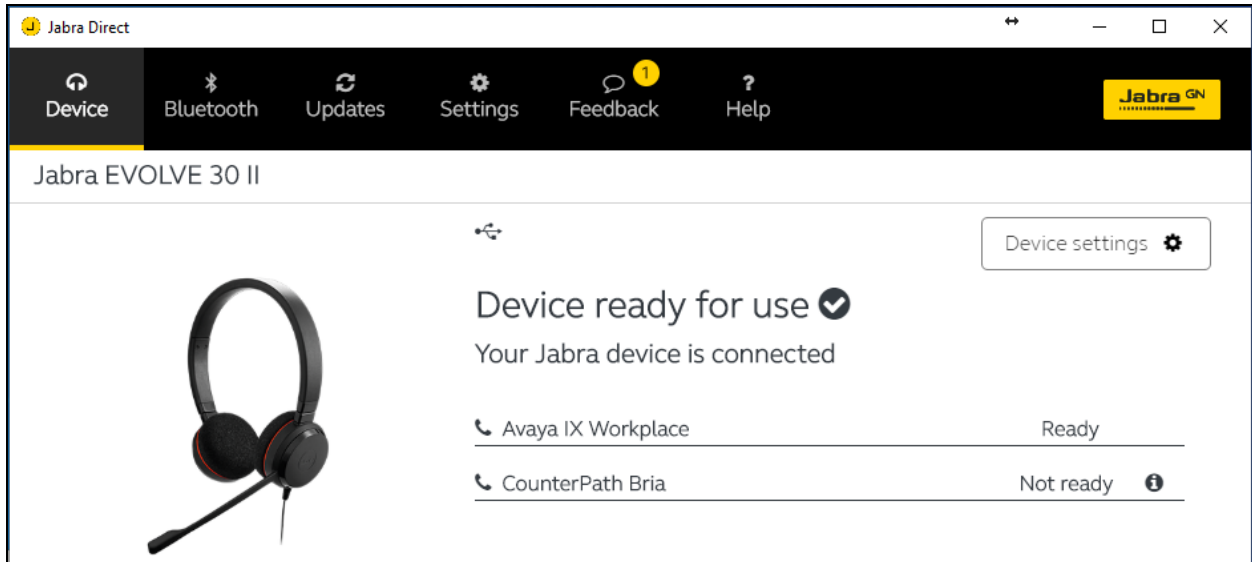 Jabra Direct
Device Bluetooth Updates Settings Feedback 1 Help
Jabra GN
Jabra EVOLVE 30 II
Device settings
Device ready for use
Your Jabra device is connected
Avaya IX Workplace Ready
CounterPath Bria Not ready